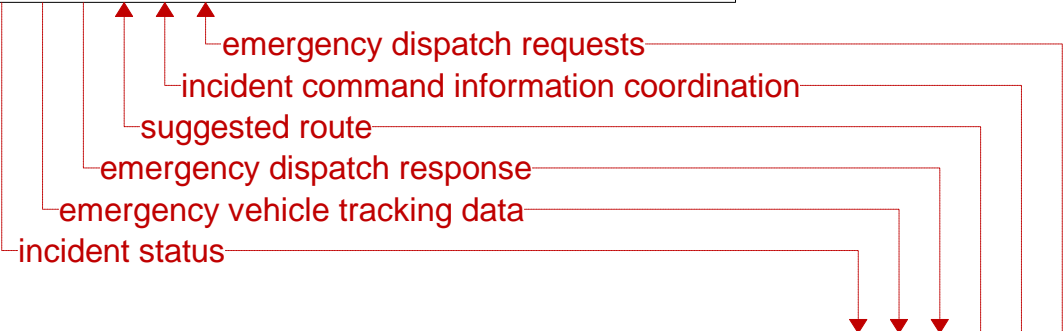 emergency dispatch requests
incident command information coordination
suggested route
emergency dispatch response
emergency vehicle tracking data
incident status